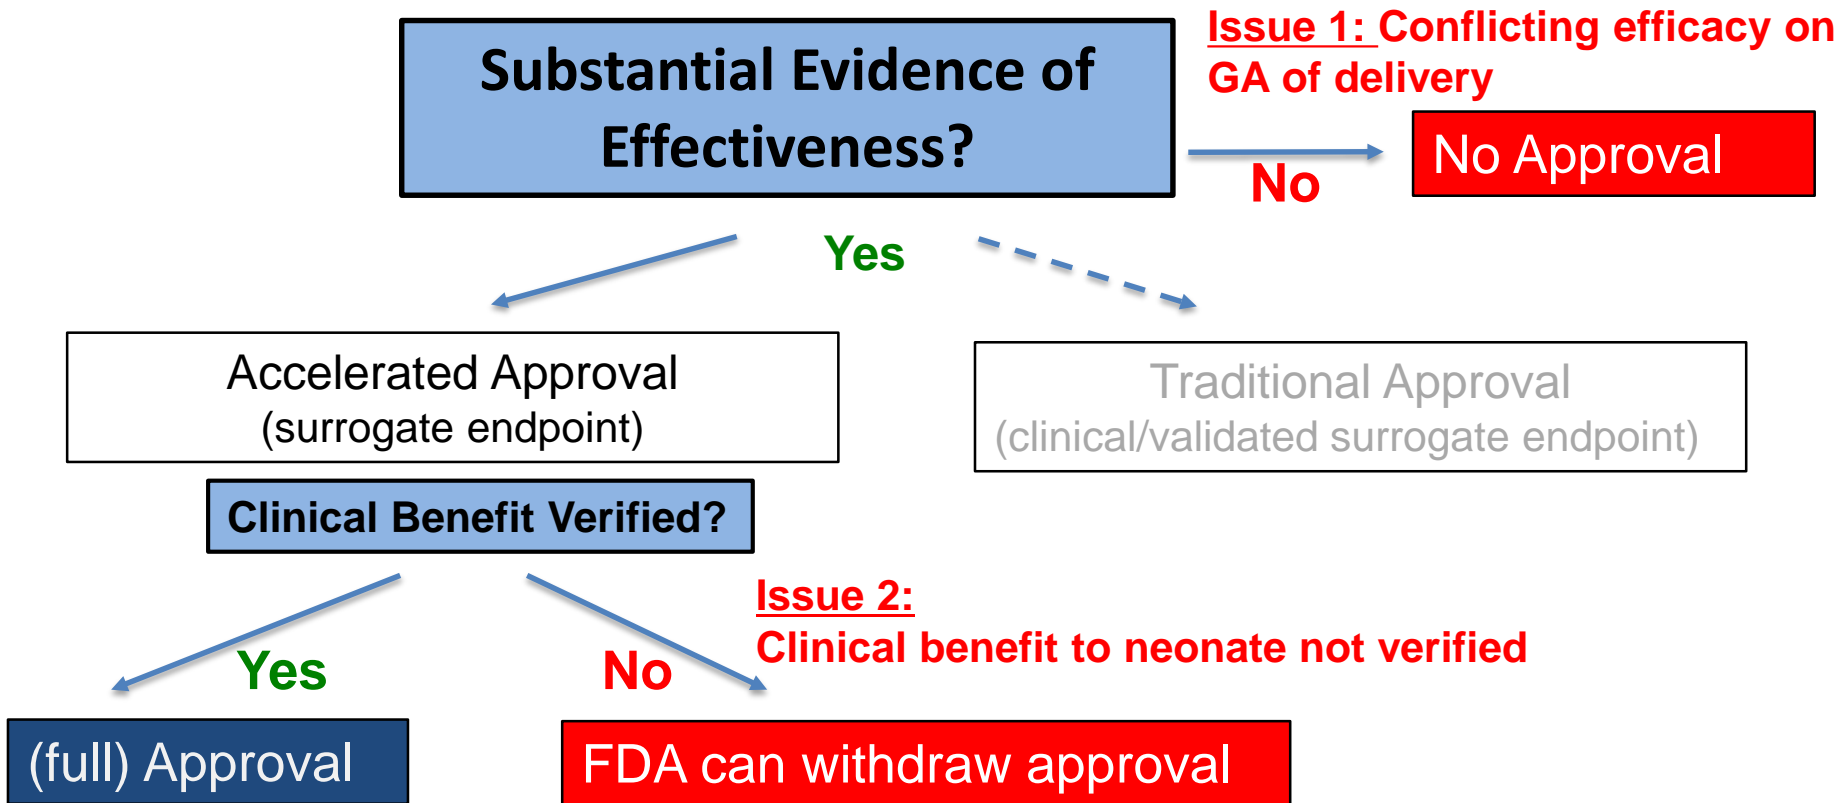 Substantial Evidence of
Effectiveness?
Issue 1: Conflicting efficacy on
GA of delivery
No
No Approval
Yes
Accelerated Approval
(surrogate endpoint)
Traditional Approval
(clinical/validated surrogate endpoint)
Clinical Benefit Verified?
Issue 2:
Clinical benefit to neonate not verified
Yes
No
(full) Approval
FDA can withdraw approval